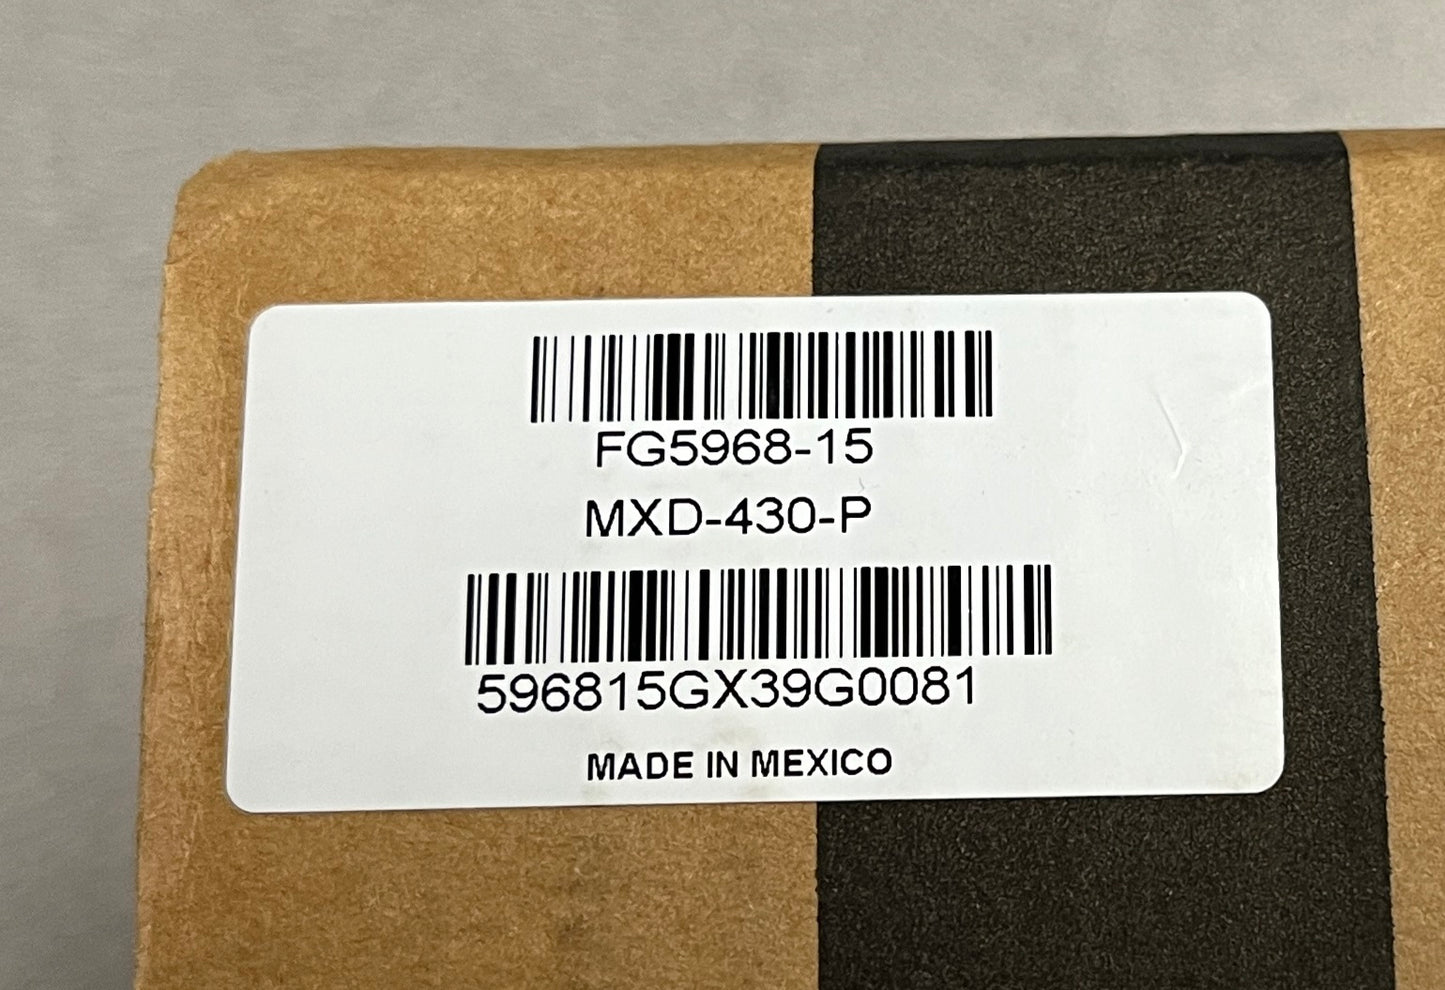 FG5968-15
MXD-430-P
596815GX39G0081
MADE IN MEXICO